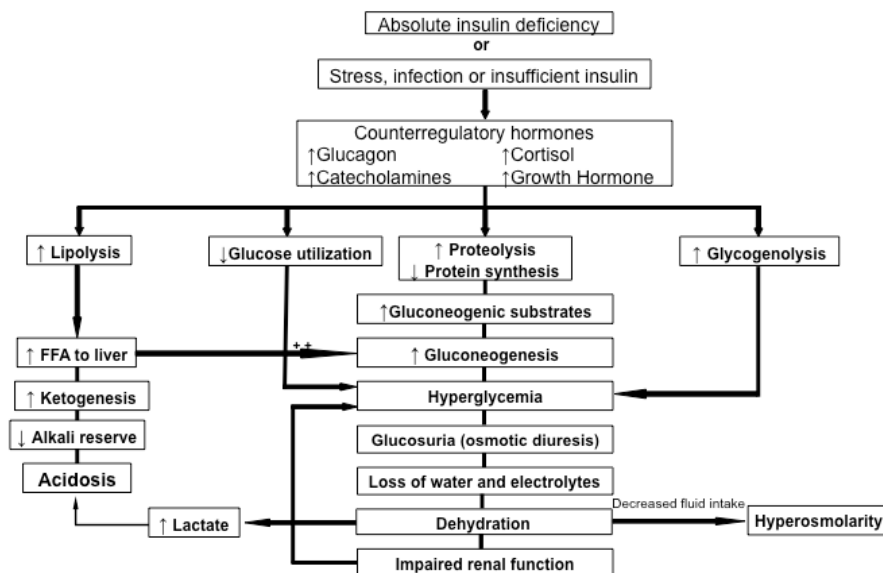 Absolute insulin deficiency
or
Stress, infection or insufficient insulin
Counterregulatory hormones
↑Glucagon ↑Cortisol
↑Catecholamines ↑Growth Hormone
↑ Lipolysis
↓Glucose utilization
↑ Proteolysis
↓ Protein synthesis
↑ Glycogenolysis
↑Gluconeogenic substrates
↑ FFA to liver
++
↑ Gluconeogenesis
↑ Ketogenesis
Hyperglycemia
↓ Alkali reserve
Glucosuria (osmotic diuresis)
Acidosis
Loss of water and electrolytes
↑ Lactate
Dehydration
Decreased fluid intake
Hyperosmolarity
Impaired renal function